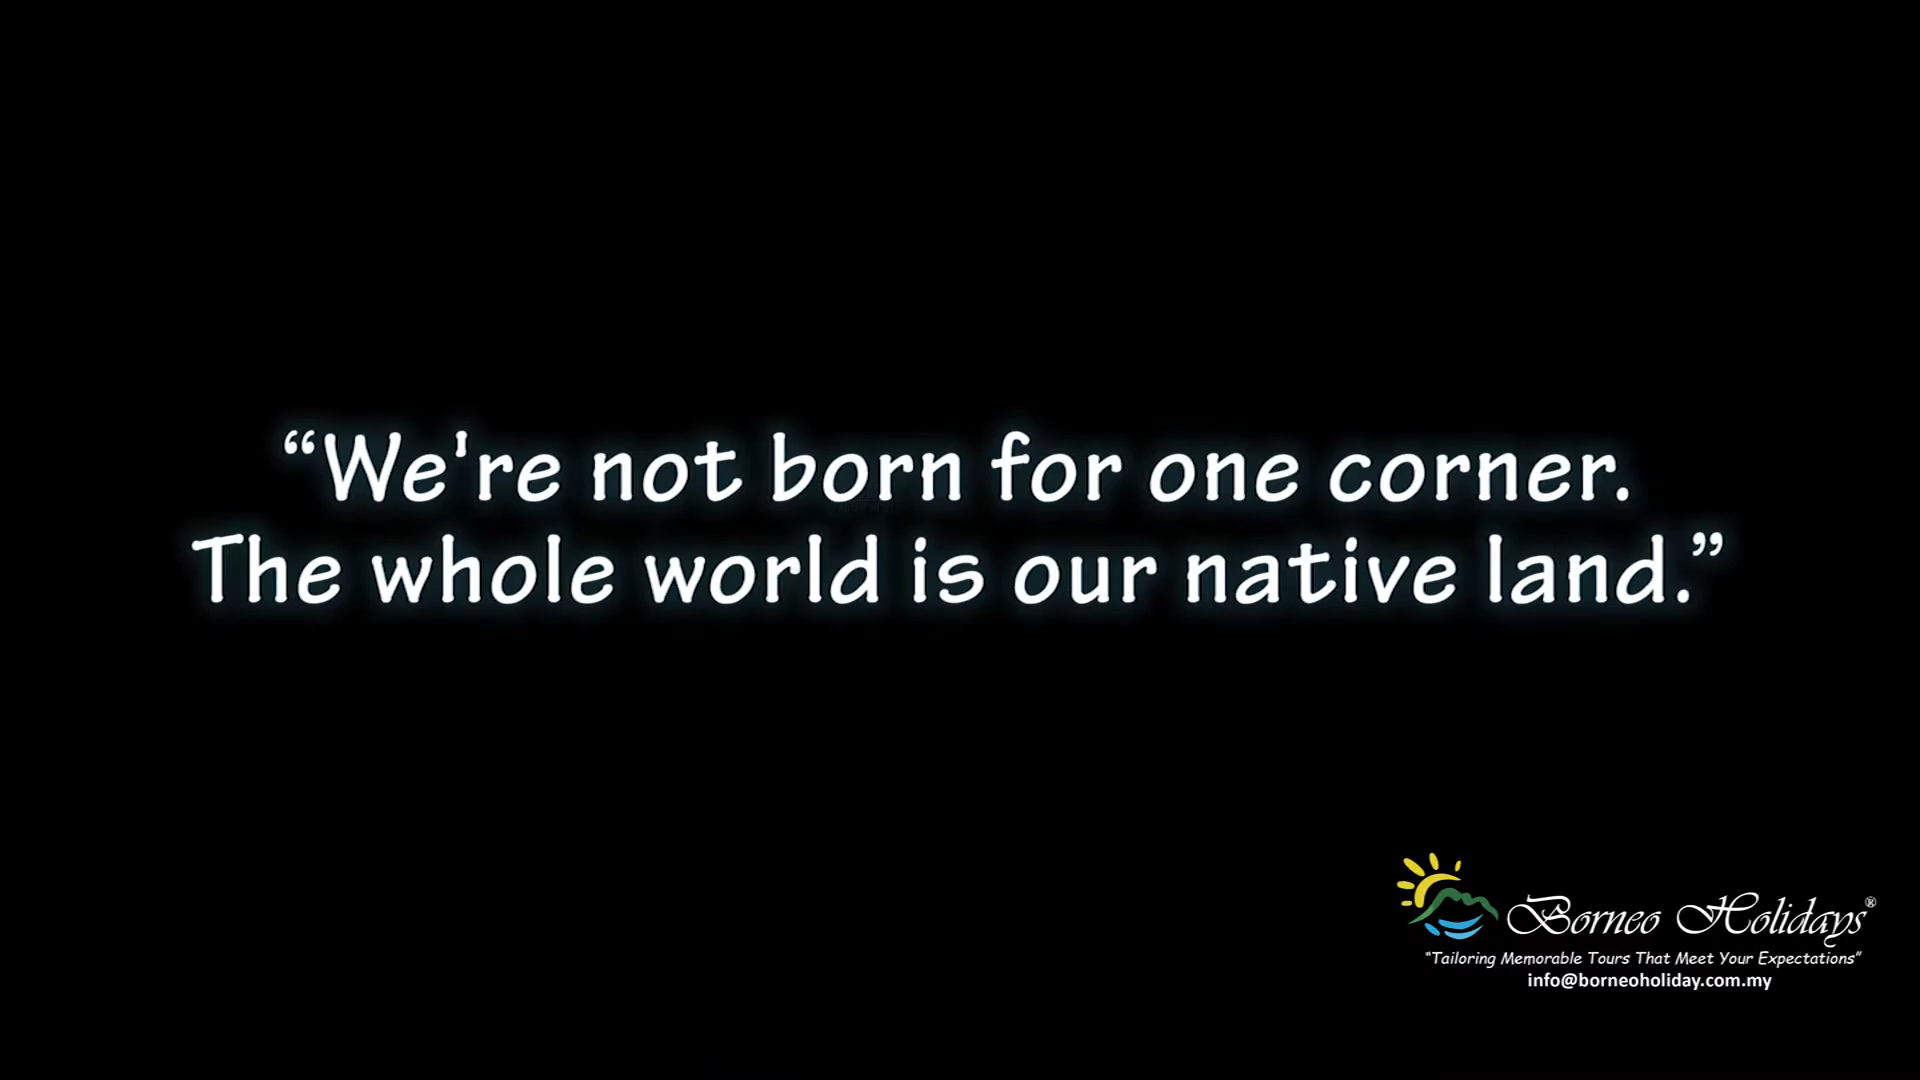 “We're not born for one corner.
The whole world is our native land.”
Borneo Holidays®
“Tailoring Memorable Tours That Meet Your Expectations”
info@borneoholiday.com.my